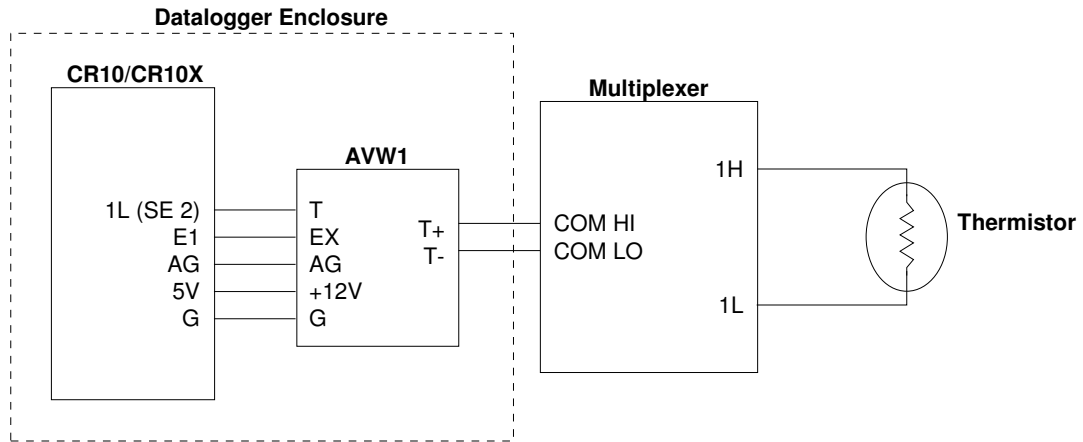 Datalogger Enclosure
CR10/CR10X
1L (SE 2)
E1
AG
5V
G
AVW1
T
EX
AG
+12V
G
T+
T-
Multiplexer
COM HI
COM LO
1H
1L
Thermistor